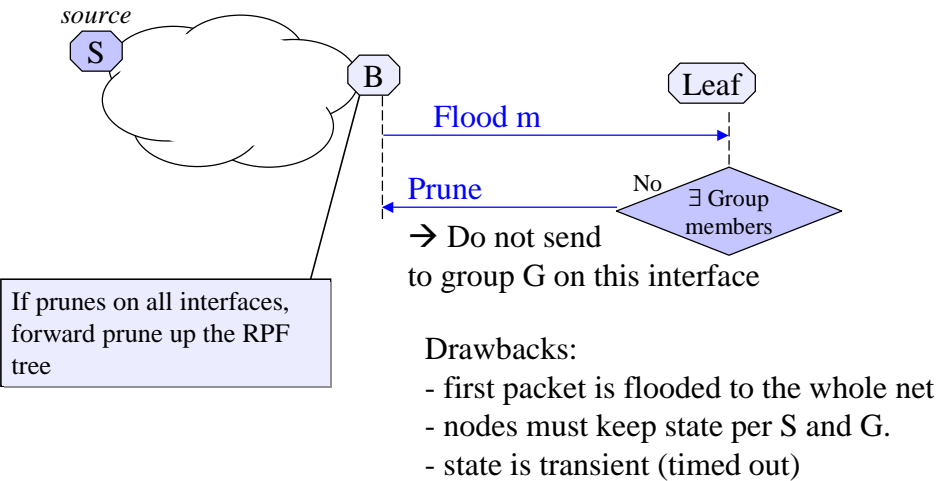 source
S
B
Leaf
Flood m
Prune
No
∃ Group
members
→ Do not send
to group G on this interface
If prunes on all interfaces,
forward prune up the RPF
tree
Drawbacks:
- first packet is flooded to the whole net
- nodes must keep state per S and G.
- state is transient (timed out)